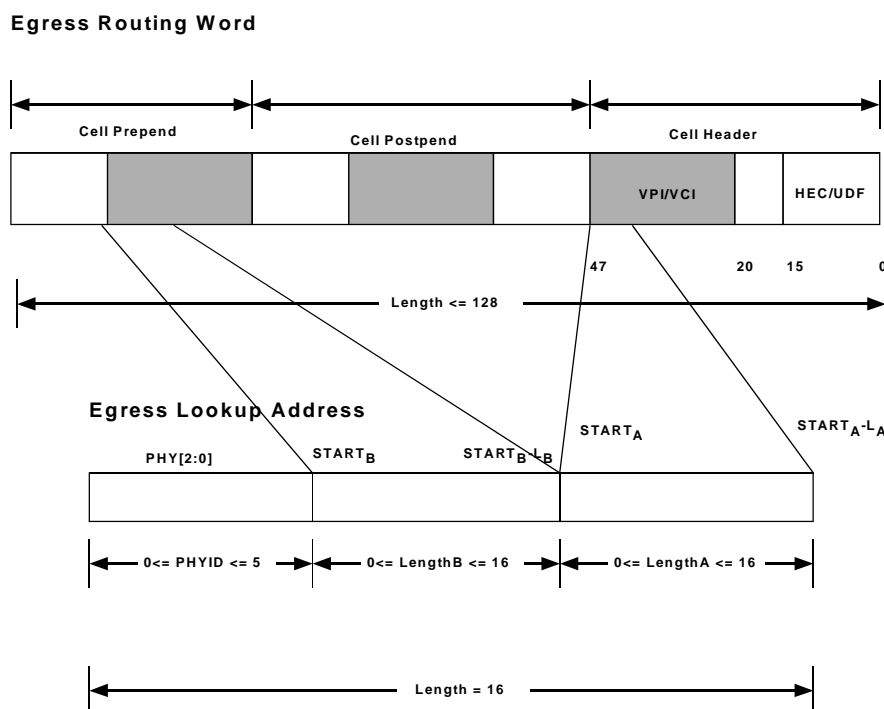 Egress Routing Word
Cell Prepend
Cell Postpend
Cell Header
VPI/VCI
HEC/UDF
47
20
15
0
Length <= 128
Egress Lookup Address
START_A
START_A-L_A
PHY[2:0]
START_B
START_B-L_B
0<= PHYID <= 5
0<= LengthB <= 16
0<= LengthA <= 16
Length = 16